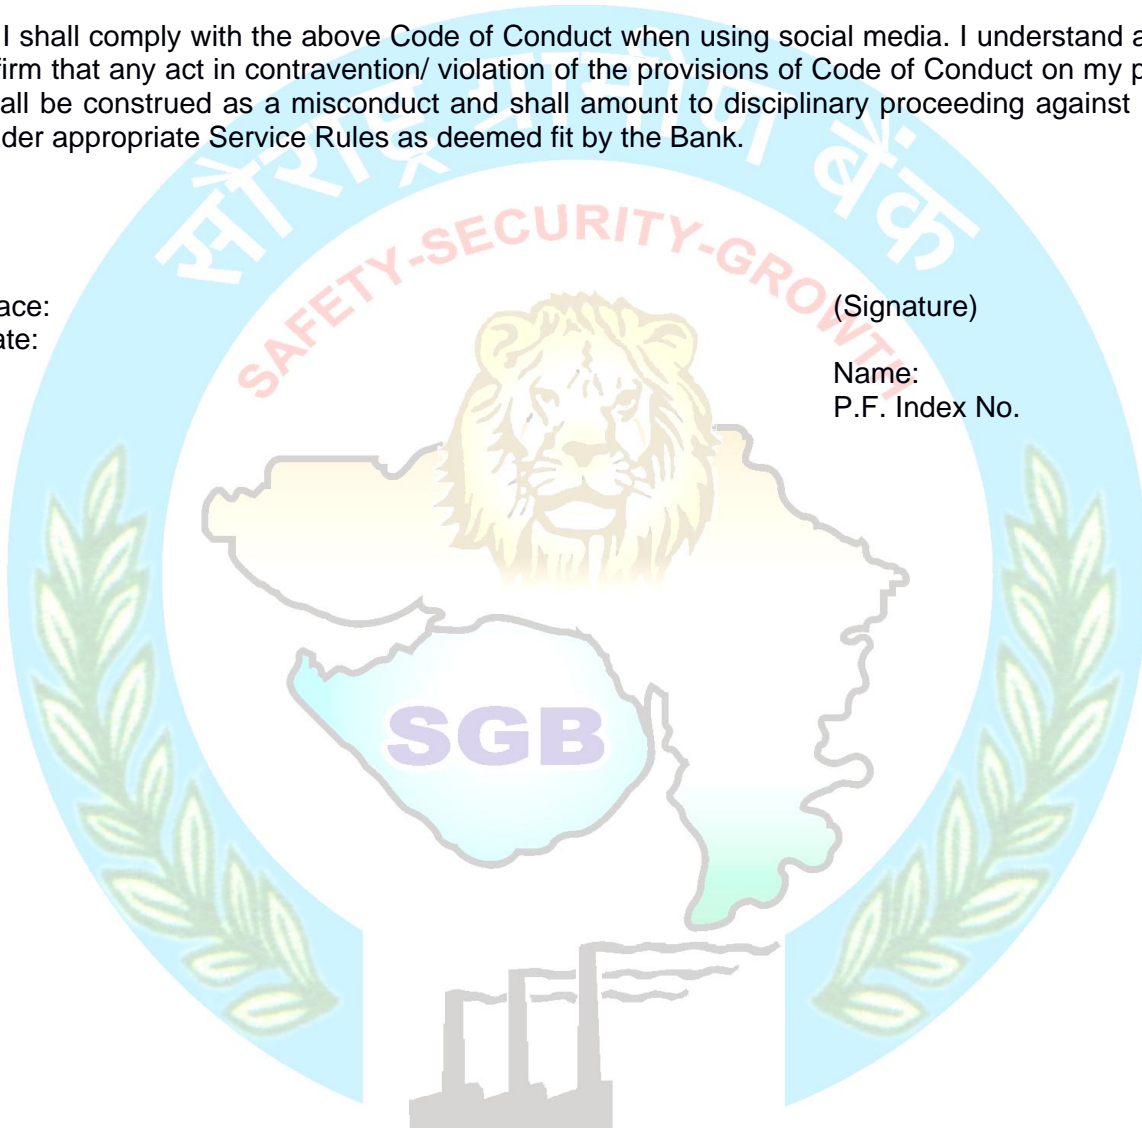 I shall comply with the above Code of Conduct when using social media. I understand a
firm that any act in contravention/ violation of the provisions of Code of Conduct on my p
all be construed as a misconduct and shall amount to disciplinary proceeding against
der appropriate Service Rules as deemed fit by the Bank.
सौराष्ट्र ग्रामीण बैंक
SAFETY-SECURITY-GROWTH
ace:
(Signature)
ate:
Name:
P.F. Index No.
SGB